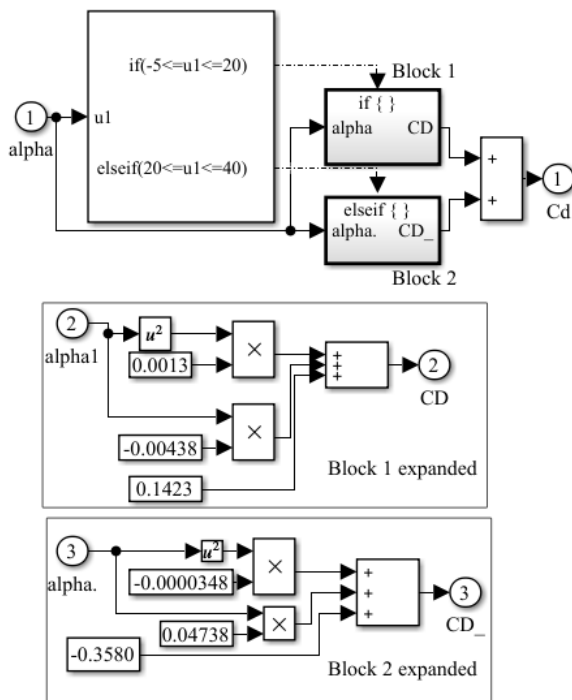 if(-5<=u1<=20)
Block 1
1
u1
alpha
if { }
alpha
CD
elseif(20<=u1<=40)
elseif { }
alpha.
CD_
Block 2
+
+
1
Cd
2
alpha1
u²
0.0013
×
-0.00438
×
0.1423
+
+
+
2
CD
Block 1 expanded
3
alpha.
u²
-0.0000348
×
0.04738
×
-0.3580
+
+
+
3
CD_
Block 2 expanded